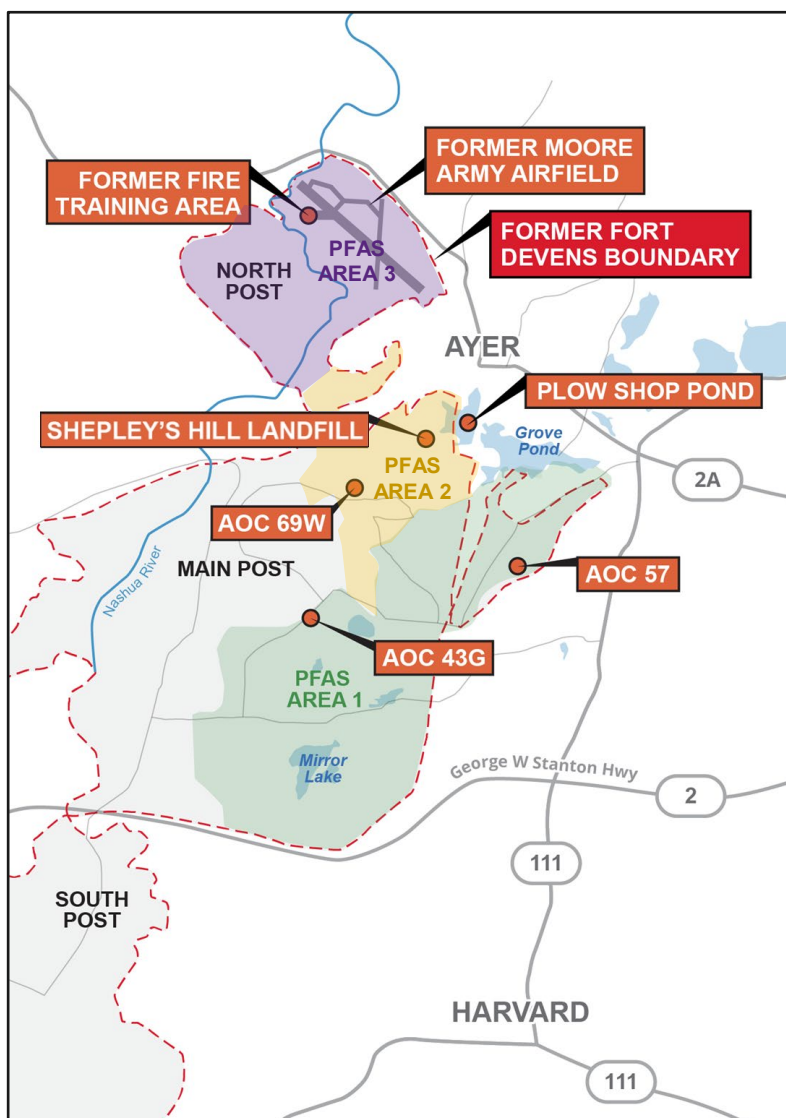 FORMER FIRE
TRAINING AREA
FORMER MOORE
ARMY AIRFIELD
FORMER FORT
DEVENS BOUNDARY
NORTH
POST
PFAS
AREA 3
AYER
PLOW SHOP POND
SHEPLEY'S HILL LANDFILL
Grove
Pond
PFAS
AREA 2
2A
AOC 69W
MAIN POST
Nashua River
AOC 57
AOC 43G
PFAS
AREA 1
Mirror
Lake
George W Stanton Hwy
2
111
SOUTH
POST
HARVARD
111